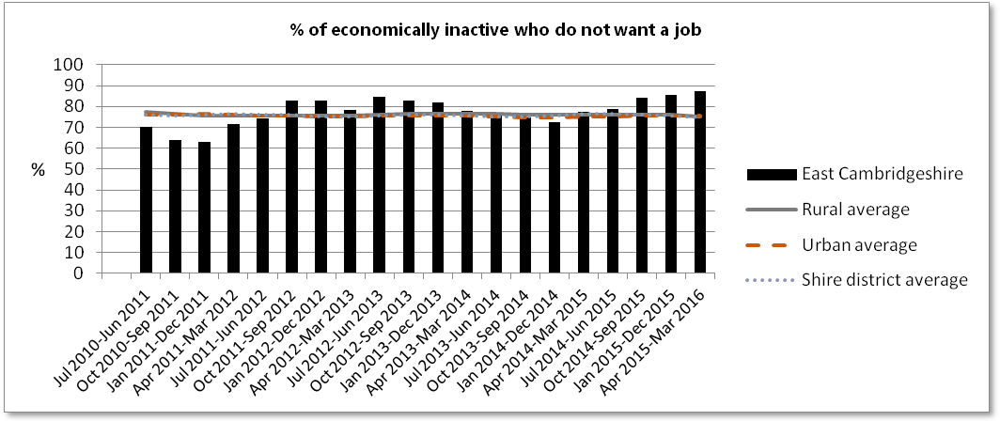 % of economically inactive who do not want a job
100
90
80
70
60
50
40
30
20
10
0
%
Jul 2010-Jun 2011
Oct 2010-Sep 2011
Jan 2011-Dec 2011
Apr 2011-Mar 2012
Jul 2011-Jun 2012
Oct 2011-Sep 2012
Jan 2012-Dec 2012
Apr 2012-Mar 2013
Jul 2012-Jun 2013
Oct 2012-Sep 2013
Jan 2013-Dec 2013
Apr 2013-Mar 2014
Jul 2013-Jun 2014
Oct 2013-Sep 2014
Jan 2014-Dec 2014
Apr 2014-Mar 2015
Jul 2014-Jun 2015
Oct 2014-Sep 2015
Jan 2015-Dec 2015
Apr 2015-Mar 2016
East Cambridgeshire
Rural average
Urban average
Shire district average